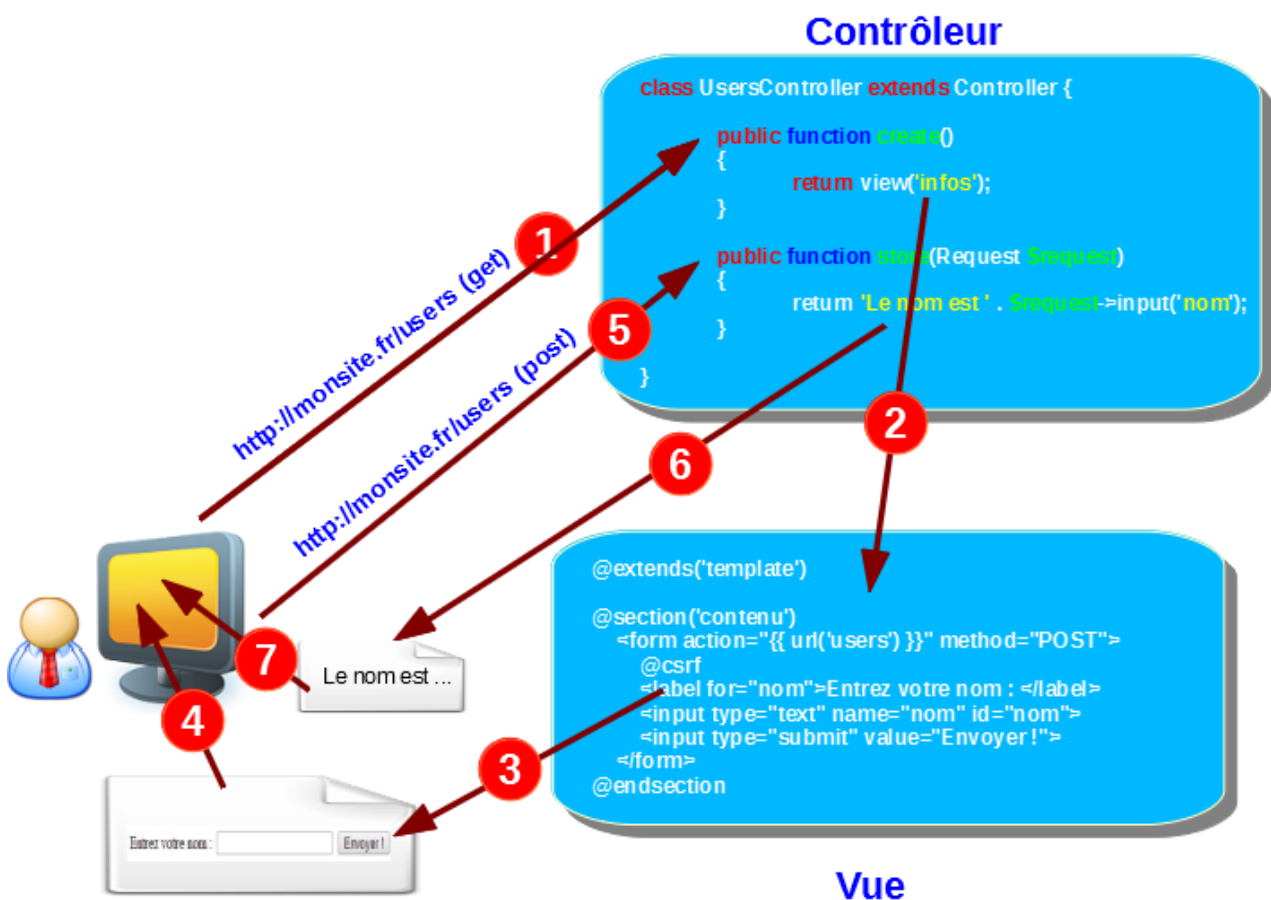 Contrôleur
class UsersController extends Controller {
public function create()
{
return view('infos');
}
public function store(Request $request)
{
return 'Le nom est ' . $request->input('nom');
}
}
http://monsite.fr/users (get)
1
http://monsite.fr/users (post)
5
2
6
@extends('template')
@section('contenu')
<form action="{{ url('users') }}" method="POST">
@csrf
<label for="nom">Entrez votre nom : </label>
<input type="text" name="nom" id="nom">
<input type="submit" value="Envoyer !">
</form>
@endsection
7
Le nom est ...
4
3
Entrez votre nom :
Envoyer !
Vue